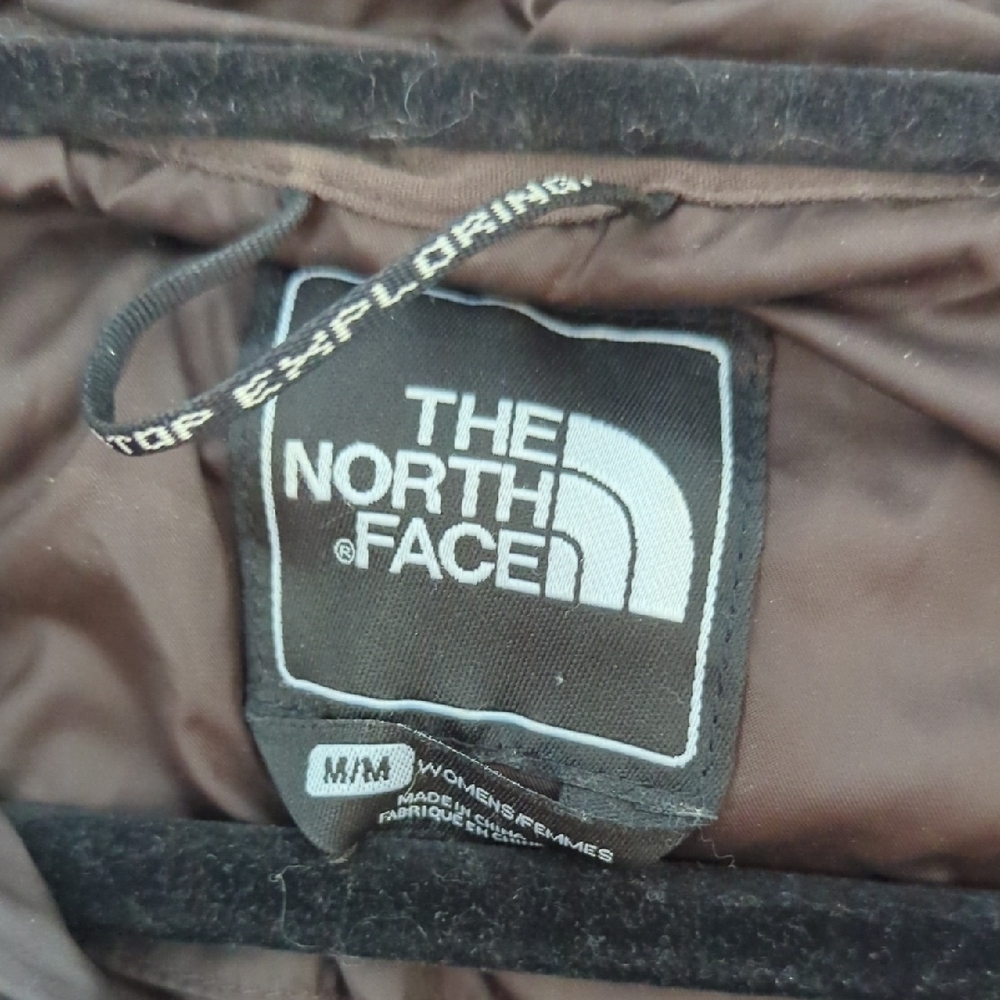 TOP EXPLORING.
THE
NORTH
®FACE
M/M WOMENS/FEMMES
MADE IN CHINA
FABRIQUE EN CHINE